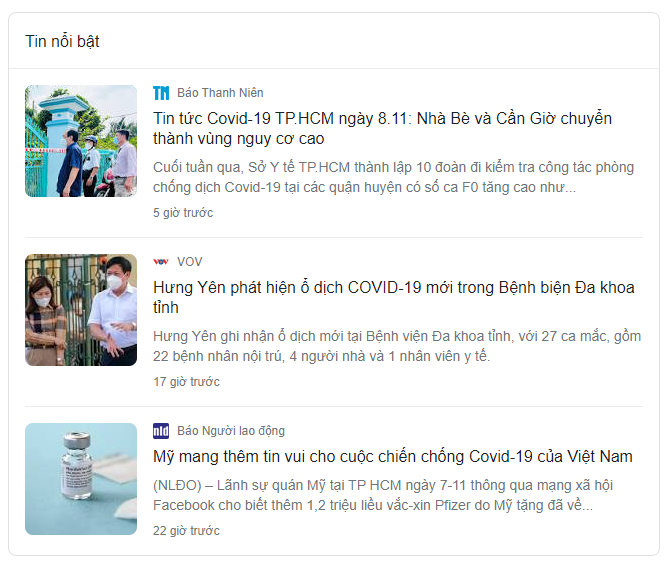 Tin nổi bật
TN Báo Thanh Niên
Tin tức Covid-19 TP.HCM ngày 8.11: Nhà Bè và Cần Giờ chuyển
thành vùng nguy cơ cao
Cuối tuần qua, Sở Y tế TP.HCM thành lập 10 đoàn đi kiểm tra công tác phòng
chống dịch Covid-19 tại các quận huyện có số ca F0 tăng cao như...
5 giờ trước
VOV VOV
Hưng Yên phát hiện ổ dịch COVID-19 mới trong Bệnh biện Đa khoa
tỉnh
Hưng Yên ghi nhận ổ dịch mới tại Bệnh viện Đa khoa tỉnh, với 27 ca mắc, gồm
22 bệnh nhân nội trú, 4 người nhà và 1 nhân viên y tế.
17 giờ trước
nld Báo Người lao động
Mỹ mang thêm tin vui cho cuộc chiến chống Covid-19 của Việt Nam
(NLĐO) – Lãnh sự quán Mỹ tại TP HCM ngày 7-11 thông qua mạng xã hội
Facebook cho biết thêm 1,2 triệu liều vắc-xin Pfizer do Mỹ tặng đã về...
22 giờ trước